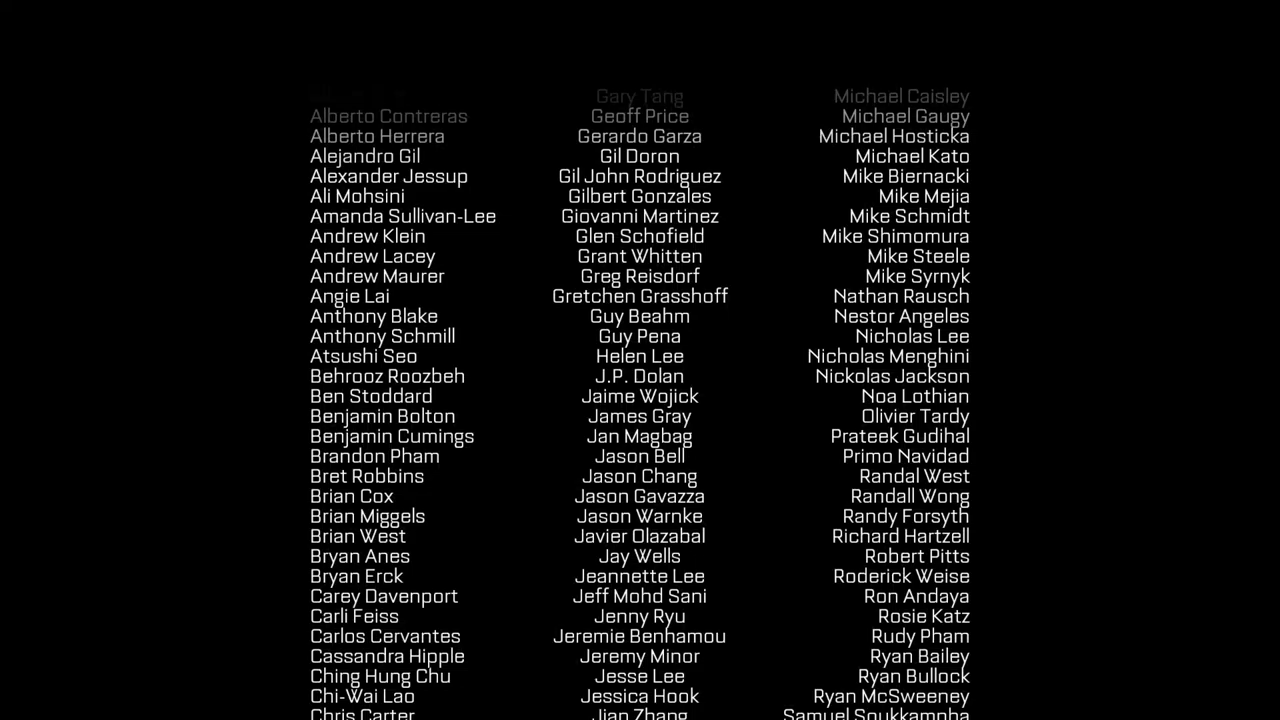 Gary Tang Michael Caisley
Alberto Contreras Geoff Price Michael Gaugy
Alberto Herrera Gerardo Garza Michael Hosticka
Alejandro Gil Gil Doron Michael Kato
Alexander Jessup Gil John Rodriguez Mike Biernacki
Ali Mohsini Gilbert Gonzales Mike Mejia
Amanda Sullivan-Lee Giovanni Martinez Mike Schmidt
Andrew Klein Glen Schofield Mike Shimomura
Andrew Lacey Grant Whitten Mike Steele
Andrew Maurer Greg Reisdorf Mike Syrnyk
Angie Lai Gretchen Grasshoff Nathan Rausch
Anthony Blake Guy Beahm Nestor Angeles
Anthony Schmill Guy Pena Nicholas Lee
Atsushi Seo Helen Lee Nicholas Menghini
Behrooz Roozbeh J.P. Dolan Nickolas Jackson
Ben Stoddard Jaime Wojick Noa Lothian
Benjamin Bolton James Gray Olivier Tardy
Benjamin Cumings Jan Magbag Prateek Gudihal
Brandon Pham Jason Bell Primo Navidad
Bret Robbins Jason Chang Randal West
Brian Cox Jason Gavazza Randall Wong
Brian Miggels Jason Warnke Randy Forsyth
Brian West Javier Olazabal Richard Hartzell
Bryan Anes Jay Wells Robert Pitts
Bryan Erck Jeannette Lee Roderick Weise
Carey Davenport Jeff Mohd Sani Ron Andaya
Carli Feiss Jenny Ryu Rosie Katz
Carlos Cervantes Jeremie Benhamou Rudy Pham
Cassandra Hipple Jeremy Minor Ryan Bailey
Ching Hung Chu Jesse Lee Ryan Bullock
Chi-Wai Lao Jessica Hook Ryan McSweeney
Chris Carter Jian Zhang Samuel Soukkampha